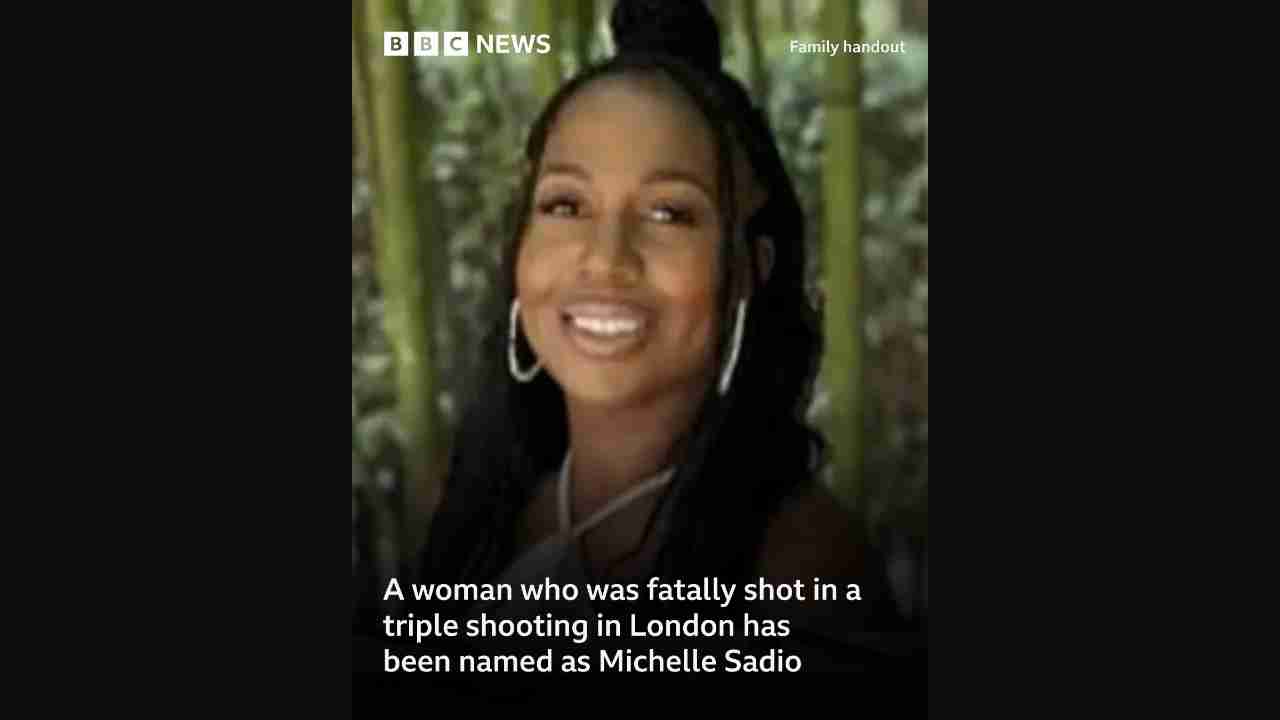 BBC NEWS
Family handout
A woman who was fatally shot in a
triple shooting in London has
been named as Michelle Sadio